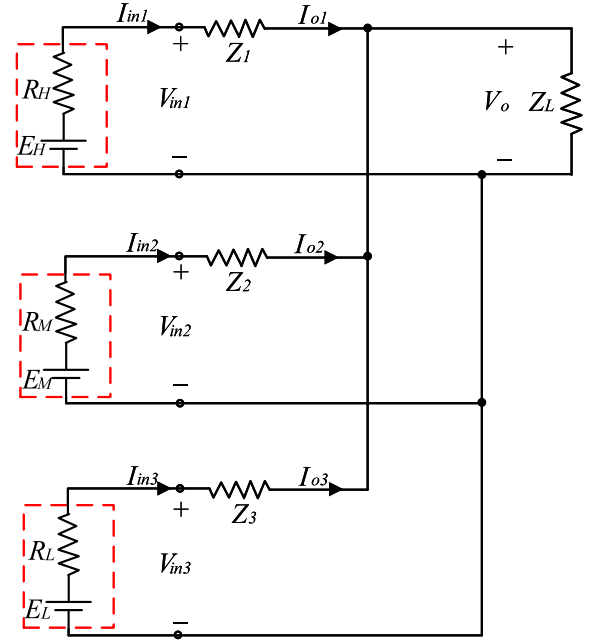 Iin1 Io1
+ Z1 +
RH Vin1 Vo ZL
EH
− −
Iin2 Io2
+ Z2
RM Vin2
EM
−
Iin3 Io3
+ Z3
RL Vin3
EL
−